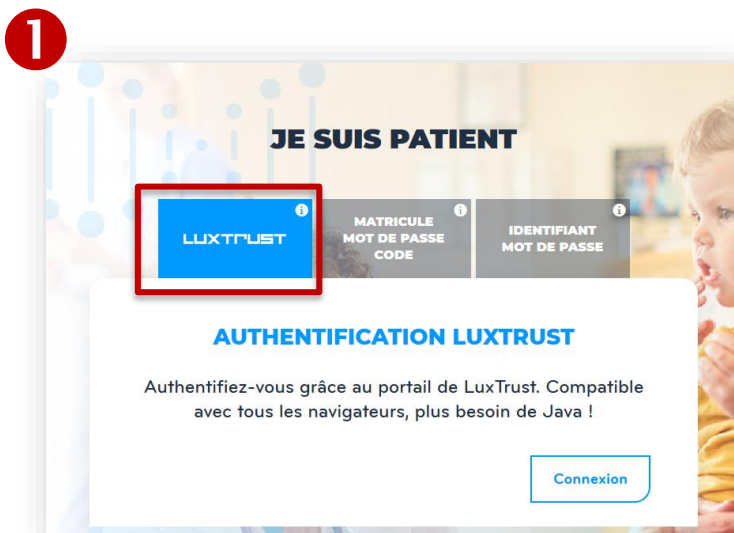 1
JE SUIS PATIENT
LUXTRUST
i
MATRICULE
MOT DE PASSE
CODE
i
IDENTIFIANT
MOT DE PASSE
i
AUTHENTIFICATION LUXTRUST
Authentifiez-vous grâce au portail de LuxTrust. Compatible
avec tous les navigateurs, plus besoin de Java !
Connexion